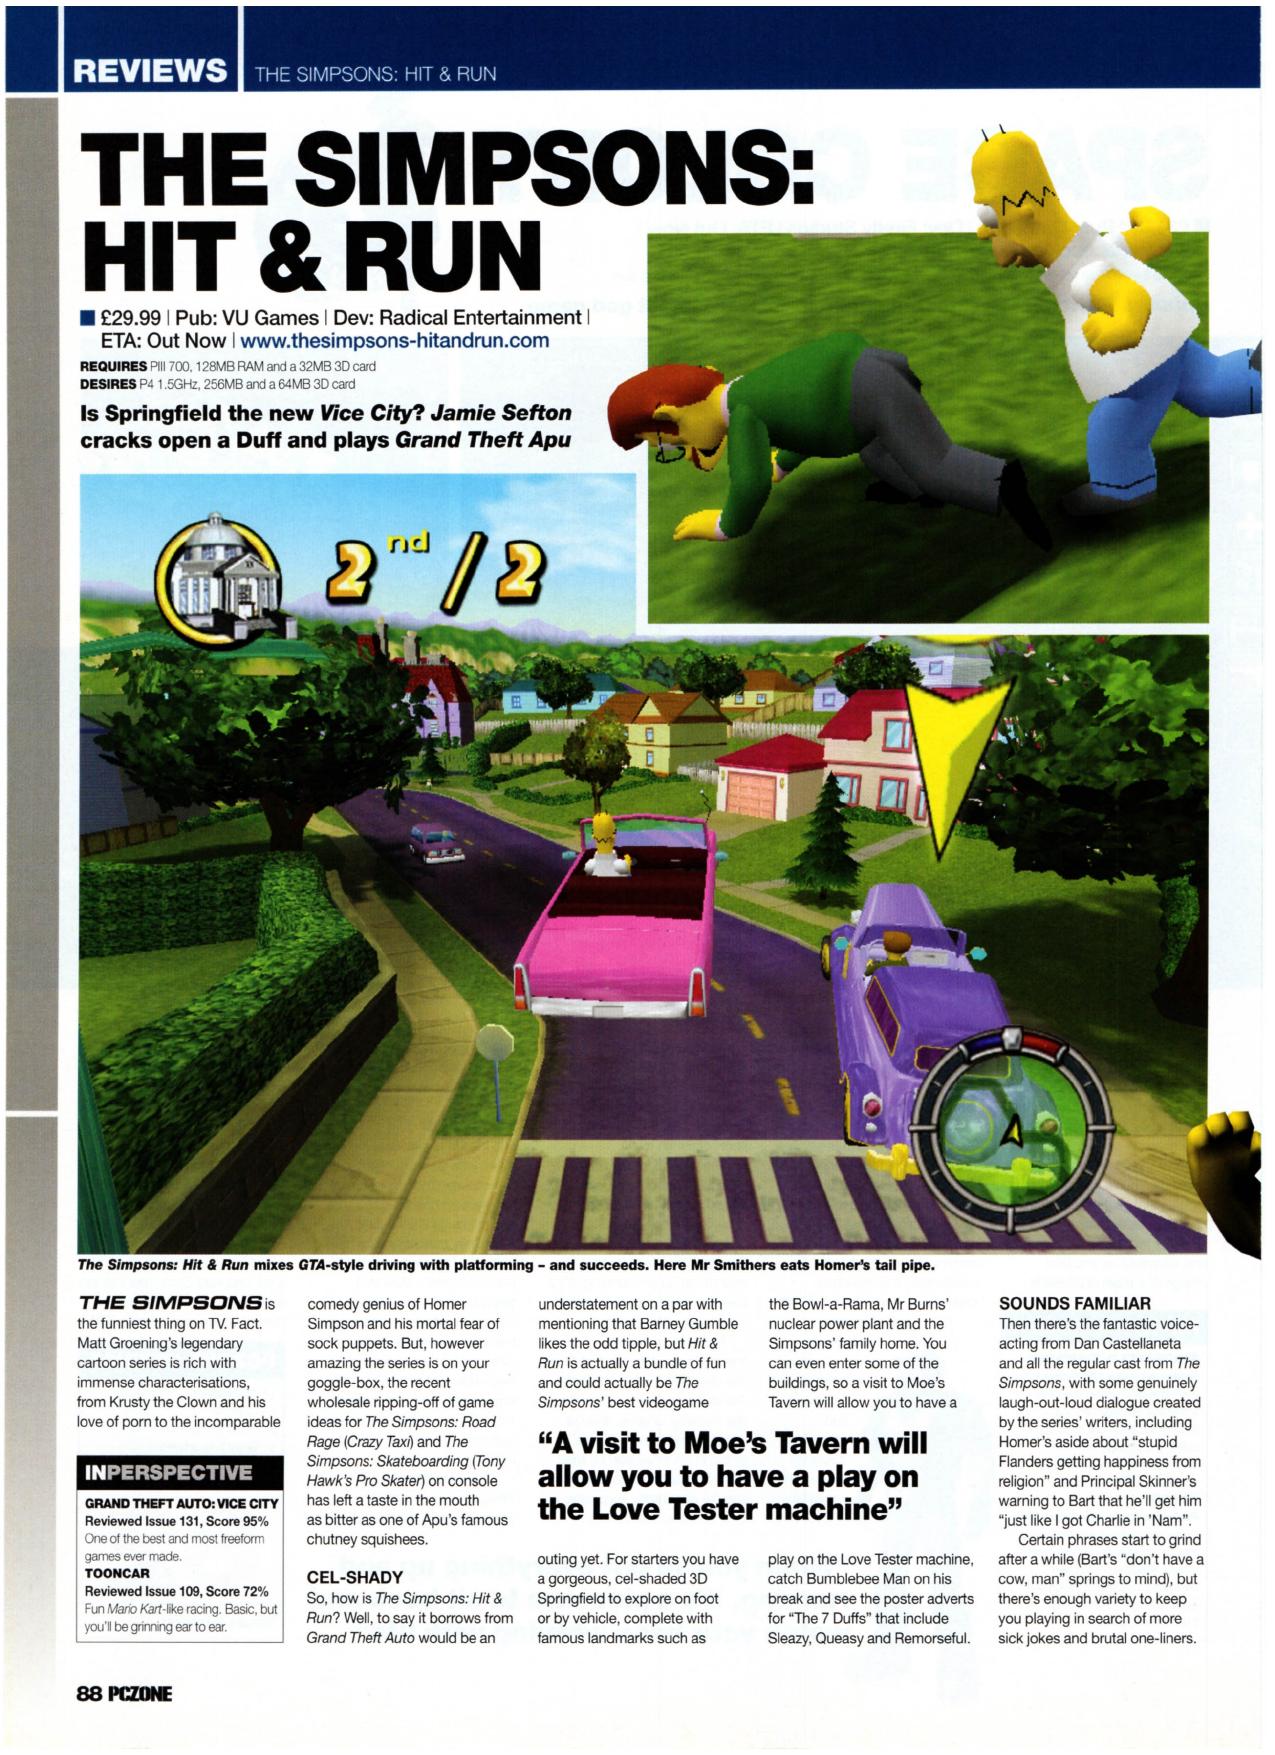 REVIEWS
THE SIMPSONS: HIT & RUN
THE SIMPSONS:
HIT & RUN
£29.99 | Pub: VU Games | Dev: Radical Entertainment |
ETA: Out Now | www.thesimpsons-hitandrun.com
REQUIRES PIII 700, 128MB RAM and a 32MB 3D card
DESIRES P4 1.5GHz, 256MB and a 64MB 3D card
Is Springfield the new Vice City? Jamie Sefton
cracks open a Duff and plays Grand Theft Apu
2nd / 2
The Simpsons: Hit & Run mixes GTA-style driving with platforming – and succeeds. Here Mr Smithers eats Homer's tail pipe.
THE SIMPSONS is
the funniest thing on TV. Fact.
Matt Groening's legendary
cartoon series is rich with
immense characterisations,
from Krusty the Clown and his
love of porn to the incomparable
INPERSPECTIVE
GRAND THEFT AUTO: VICE CITY
Reviewed Issue 131, Score 95%
One of the best and most freeform
games ever made.
TOONCAR
Reviewed Issue 109, Score 72%
Fun Mario Kart-like racing. Basic, but
you'll be grinning ear to ear.
comedy genius of Homer
Simpson and his mortal fear of
sock puppets. But, however
amazing the series is on your
goggle-box, the recent
wholesale ripping-off of game
ideas for The Simpsons: Road
Rage (Crazy Taxi) and The
Simpsons: Skateboarding (Tony
Hawk's Pro Skater) on console
has left a taste in the mouth
as bitter as one of Apu's famous
chutney squishees.
CEL-SHADY
So, how is The Simpsons: Hit &
Run? Well, to say it borrows from
Grand Theft Auto would be an
understatement on a par with
mentioning that Barney Gumble
likes the odd tipple, but Hit &
Run is actually a bundle of fun
and could actually be The
Simpsons' best videogame
"A visit to Moe's Tavern will
allow you to have a play on
the Love Tester machine"
outing yet. For starters you have
a gorgeous, cel-shaded 3D
Springfield to explore on foot
or by vehicle, complete with
famous landmarks such as
the Bowl-a-Rama, Mr Burns'
nuclear power plant and the
Simpsons' family home. You
can even enter some of the
buildings, so a visit to Moe's
Tavern will allow you to have a
play on the Love Tester machine,
catch Bumblebee Man on his
break and see the poster adverts
for "The 7 Duffs" that include
Sleazy, Queasy and Remorseful.
SOUNDS FAMILIAR
Then there's the fantastic voice-
acting from Dan Castellaneta
and all the regular cast from The
Simpsons, with some genuinely
laugh-out-loud dialogue created
by the series' writers, including
Homer's aside about "stupid
Flanders getting happiness from
religion" and Principal Skinner's
warning to Bart that he'll get him
"just like I got Charlie in 'Nam".
Certain phrases start to grind
after a while (Bart's "don't have a
cow, man" springs to mind), but
there's enough variety to keep
you playing in search of more
sick jokes and brutal one-liners.
88 PCZONE